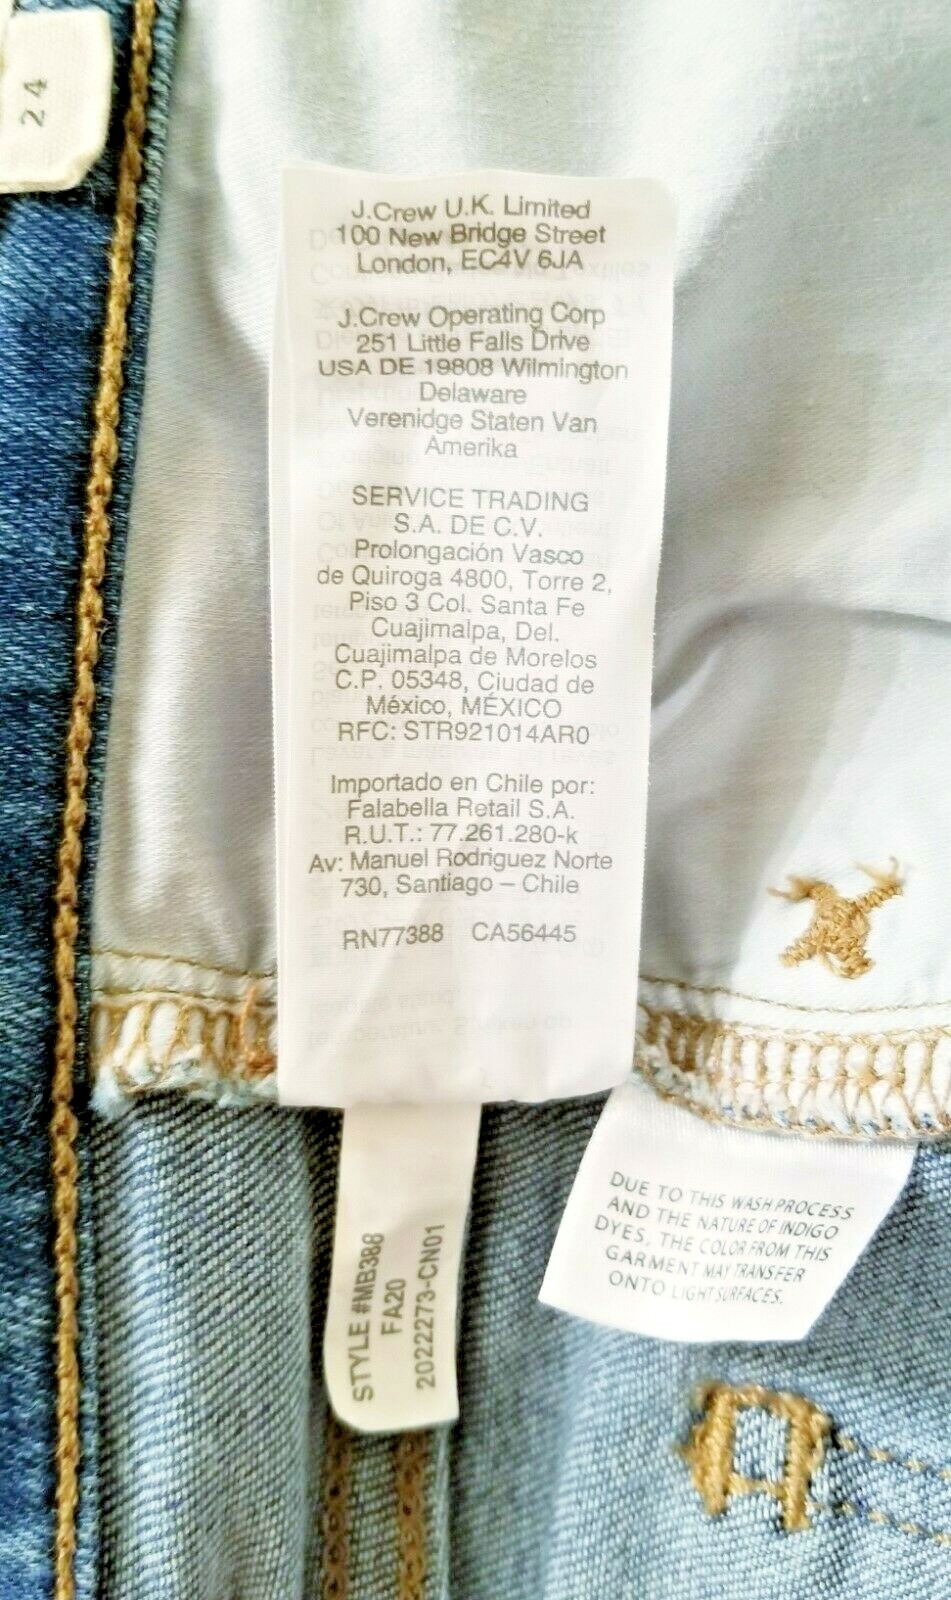 24
J.Crew U.K. Limited
100 New Bridge Street
London, EC4V 6JA
J.Crew Operating Corp
251 Little Falls Drive
USA DE 19808 Wilmington
Delaware
Verenidge Staten Van
Amerika
SERVICE TRADING
S.A. DE C.V.
Prolongación Vasco
de Quiroga 4800, Torre 2,
Piso 3 Col. Santa Fe
Cuajimalpa, Del.
Cuajimalpa de Morelos
C.P. 05348, Ciudad de
México, MÉXICO
RFC: STR921014AR0
Importado en Chile por:
Falabella Retail S.A.
R.U.T.: 77.261.280-k
Av: Manuel Rodriguez Norte
730, Santiago – Chile
RN77388 CA56445
STYLE #MB388
FA20
2022273-CN01
DUE TO THIS WASH PROCESS
AND THE NATURE OF INDIGO
DYES, THE COLOR FROM THIS
GARMENT MAY TRANSFER
ONTO LIGHT SURFACES.